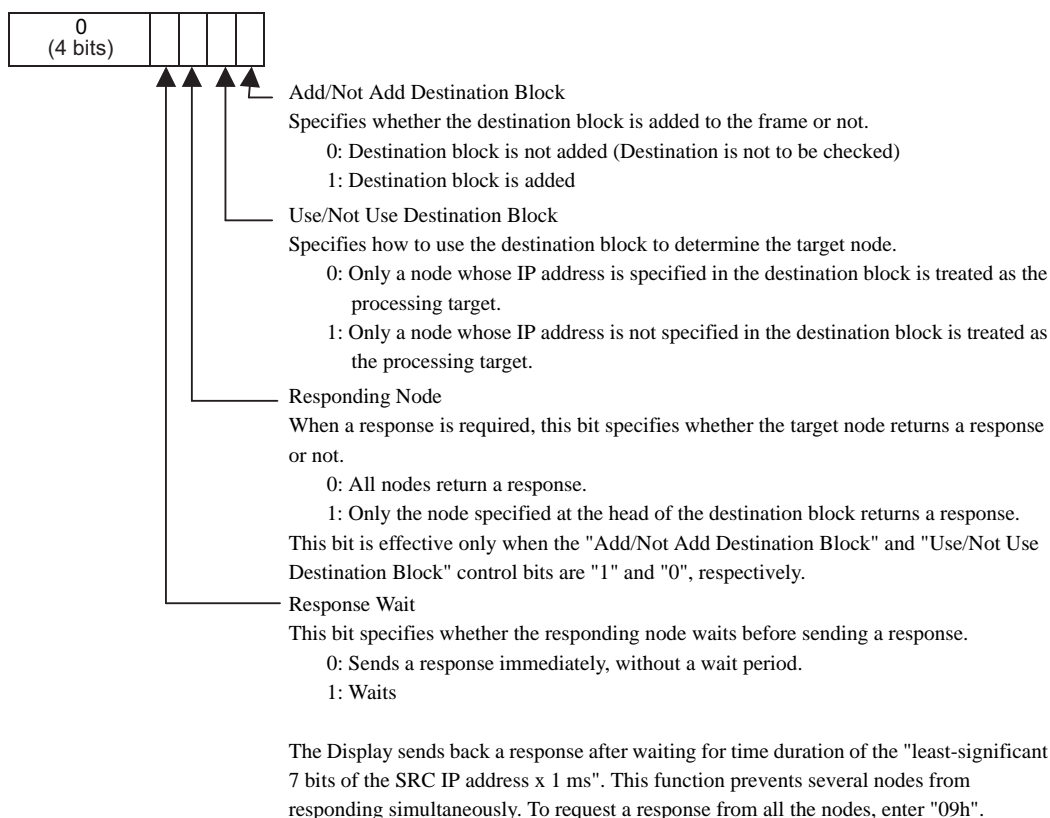 0
(4 bits)
Add/Not Add Destination Block
Specifies whether the destination block is added to the frame or not.
0: Destination block is not added (Destination is not to be checked)
1: Destination block is added
Use/Not Use Destination Block
Specifies how to use the destination block to determine the target node.
0: Only a node whose IP address is specified in the destination block is treated as the
processing target.
1: Only a node whose IP address is not specified in the destination block is treated as
the processing target.
Responding Node
When a response is required, this bit specifies whether the target node returns a response
or not.
0: All nodes return a response.
1: Only the node specified at the head of the destination block returns a response.
This bit is effective only when the "Add/Not Add Destination Block" and "Use/Not Use
Destination Block" control bits are "1" and "0", respectively.
Response Wait
This bit specifies whether the responding node waits before sending a response.
0: Sends a response immediately, without a wait period.
1: Waits
The Display sends back a response after waiting for time duration of the "least-significant
7 bits of the SRC IP address x 1 ms". This function prevents several nodes from
responding simultaneously. To request a response from all the nodes, enter "09h".